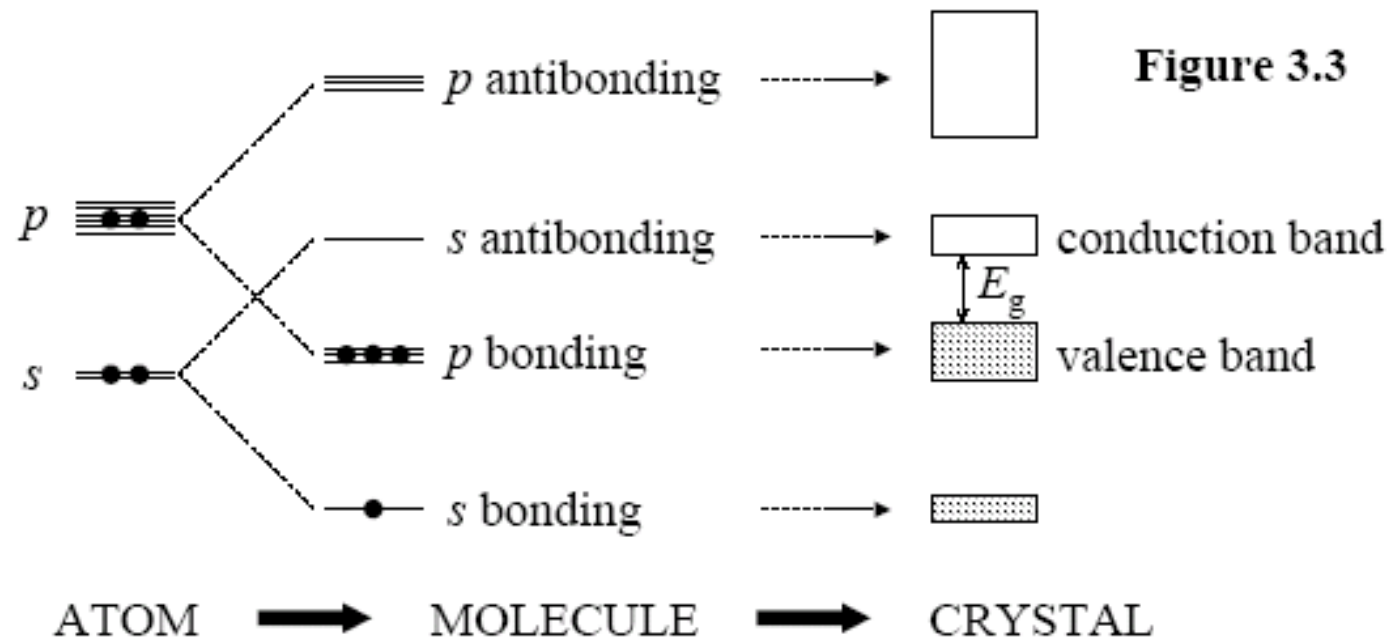 p antibonding
Figure 3.3
p
s antibonding
conduction band
Eg
s
p bonding
valence band
s bonding
ATOM MOLECULE CRYSTAL